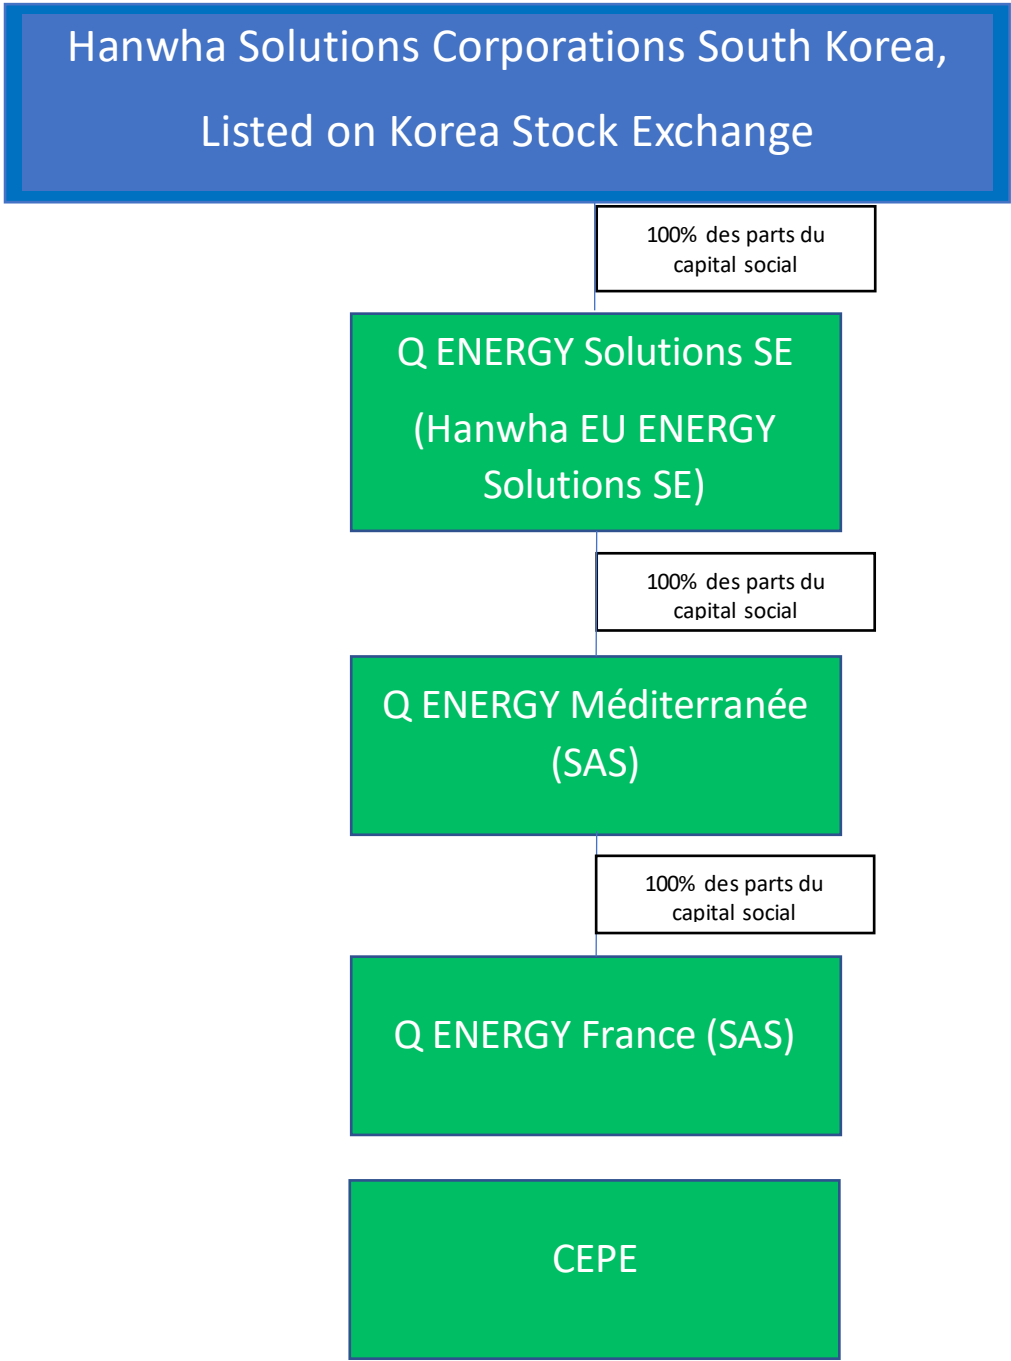 Hanwha Solutions Corporations South Korea,
Listed on Korea Stock Exchange
100% des parts du
capital social
Q ENERGY Solutions SE
(Hanwha EU ENERGY
Solutions SE)
100% des parts du
capital social
Q ENERGY Méditerranée
(SAS)
100% des parts du
capital social
Q ENERGY France (SAS)
CEPE